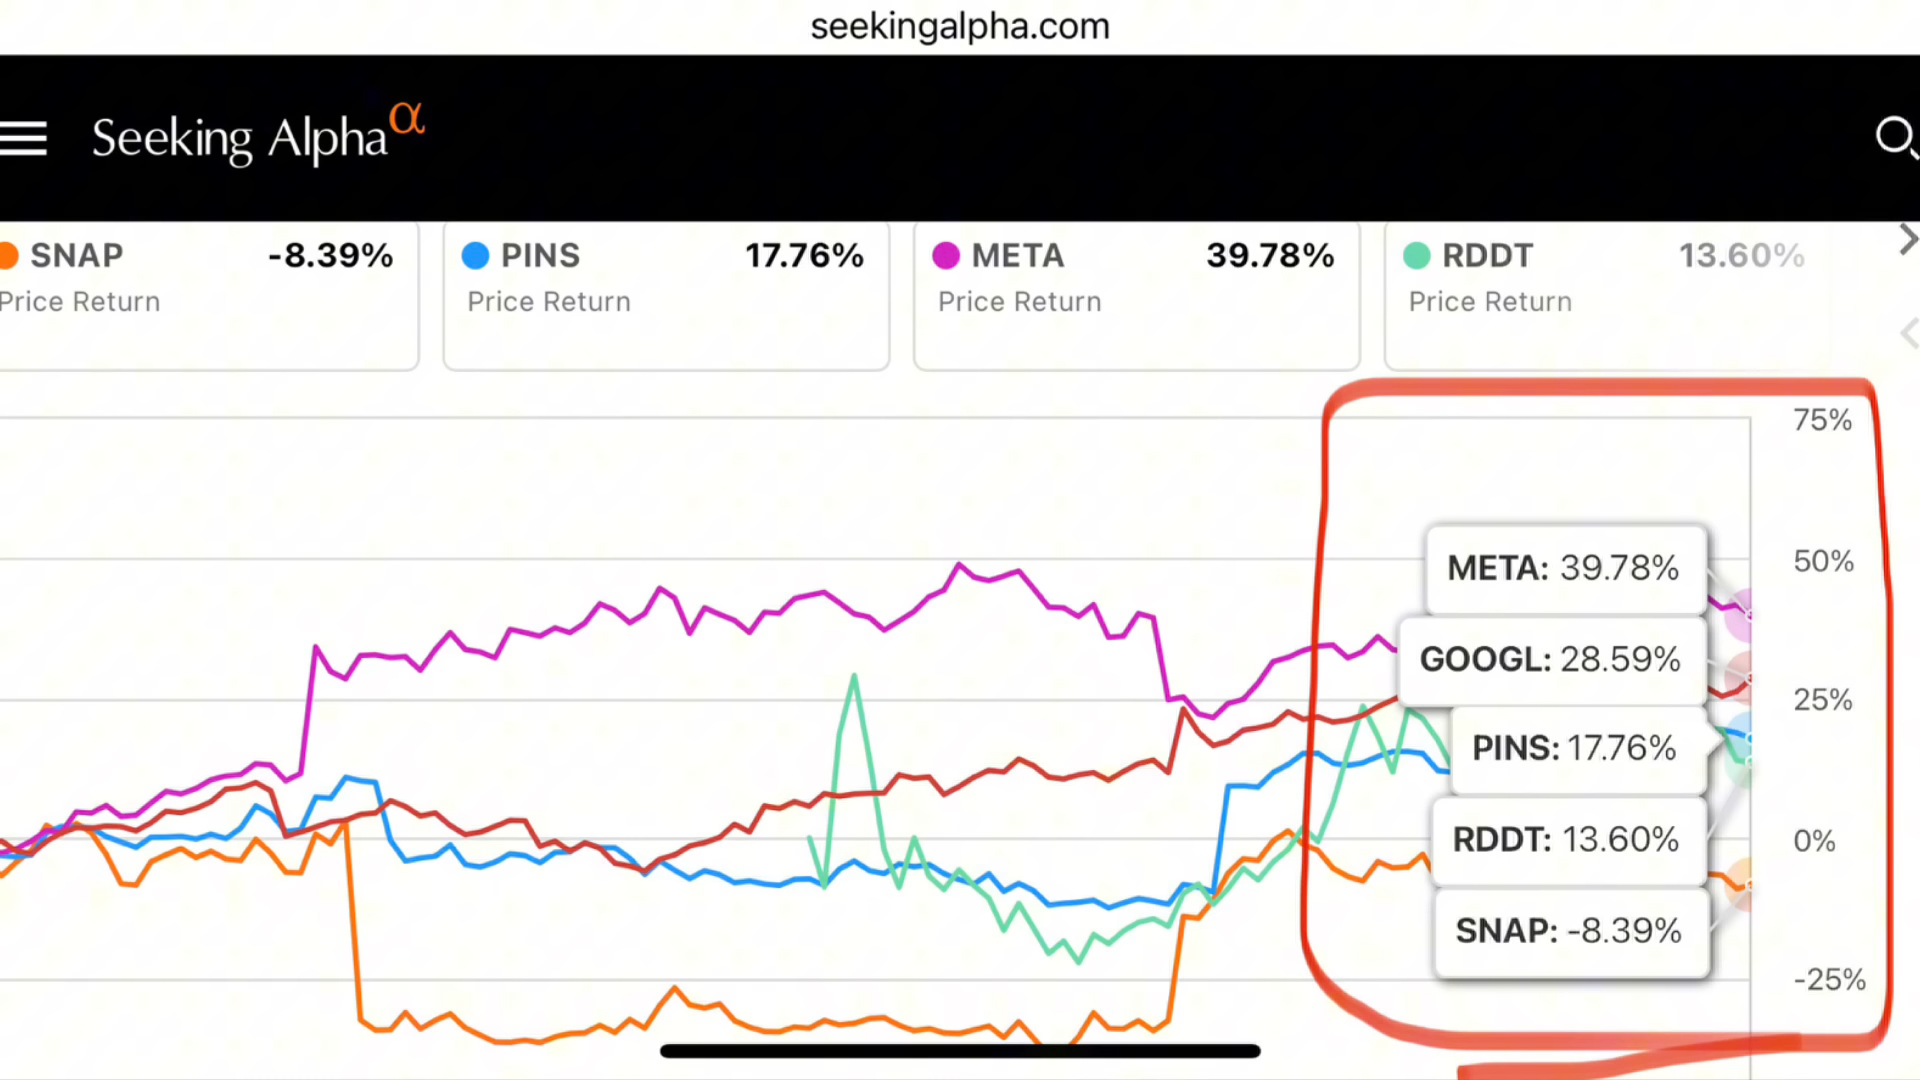 seekingalpha.com
Seeking Alpha α
SNAP -8.39%
Price Return
PINS 17.76%
Price Return
META 39.78%
Price Return
RDDT 13.60%
Price Return
75%
50%
25%
0%
-25%
META: 39.78%
GOOGL: 28.59%
PINS: 17.76%
RDDT: 13.60%
SNAP: -8.39%